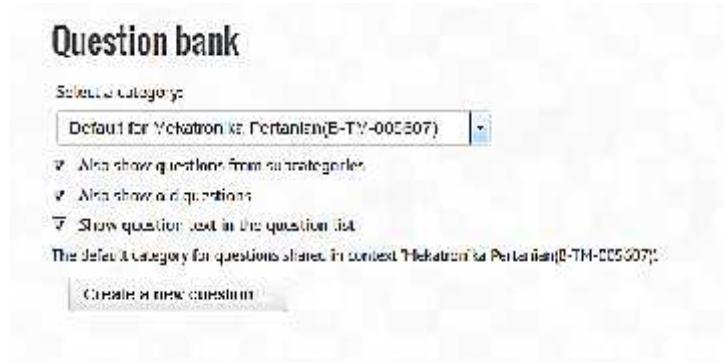 Question bank
Select a category:
Default for Mekatronika Pertanian(B-TM-005607)
Also show questions from subcategories
Also show old questions
Show question text in the question list
The default category for questions shared in context 'Mekatronika Pertanian(B-TM-005607)'.
Create a new question ...